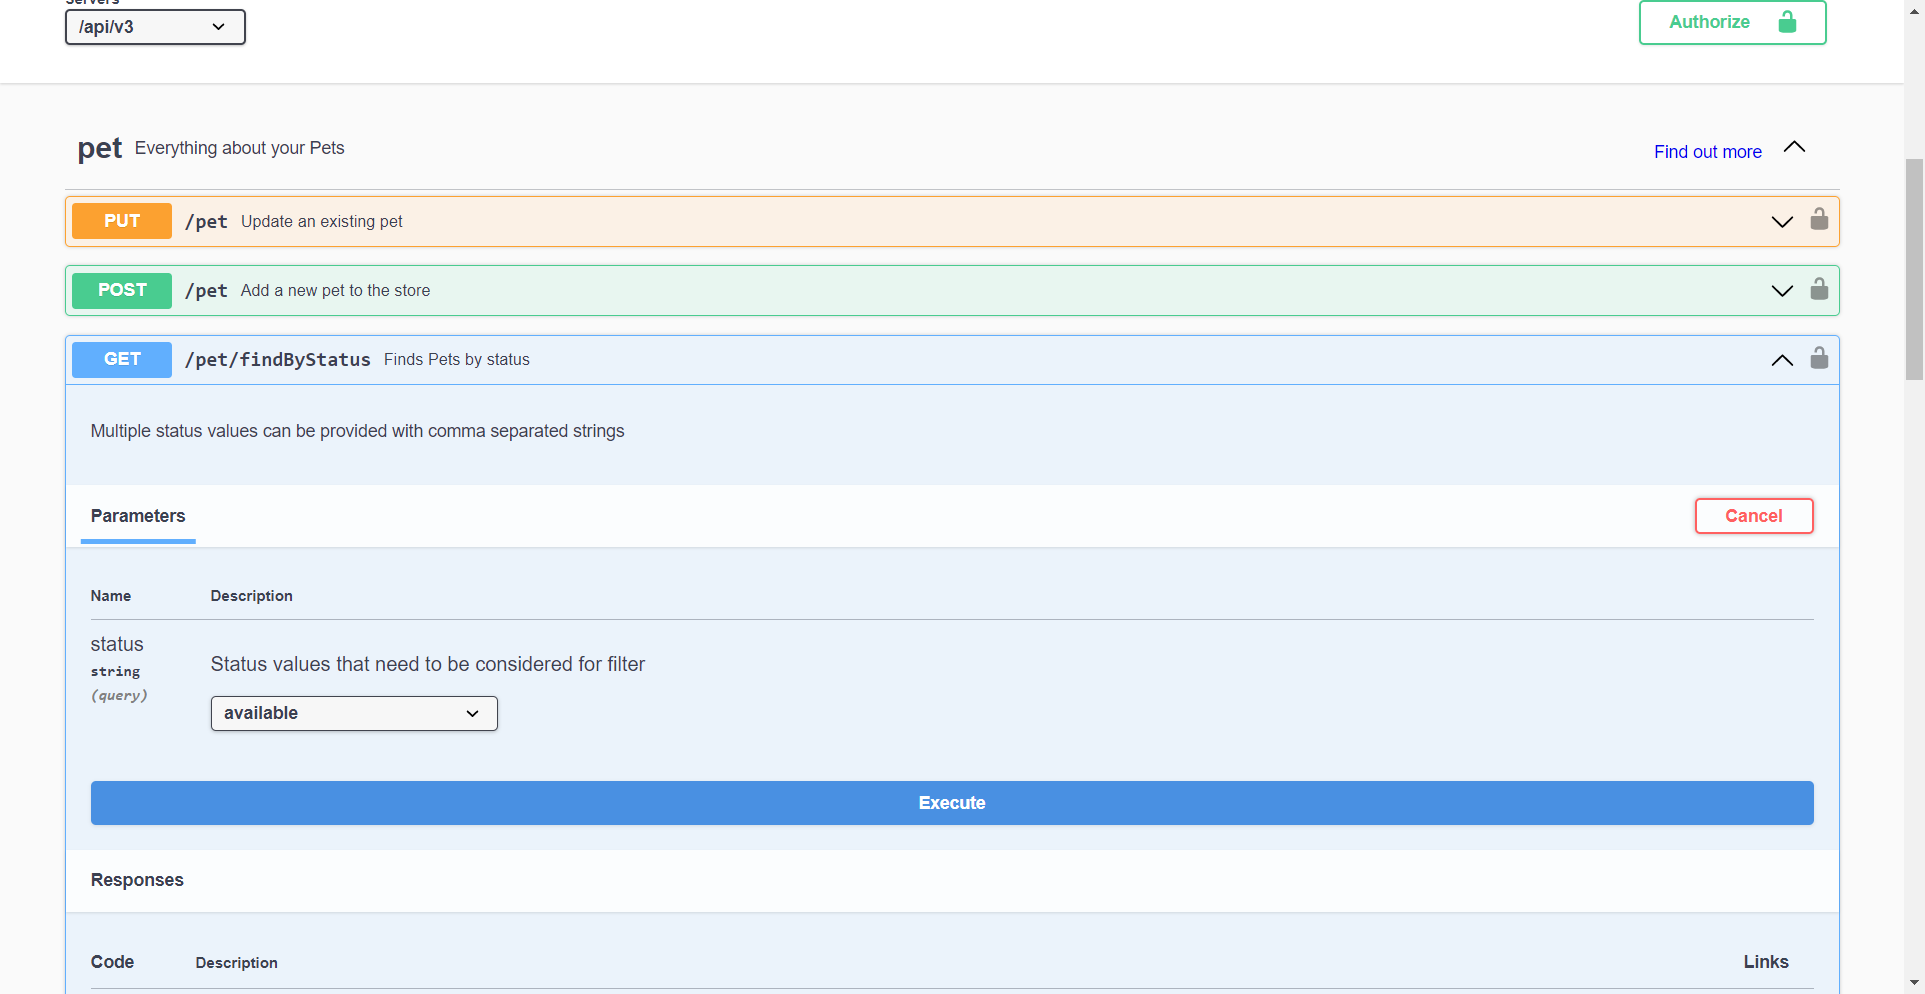 Servers
/api/v3
Authorize
pet Everything about your Pets
Find out more
PUT /pet Update an existing pet
POST /pet Add a new pet to the store
GET /pet/findByStatus Finds Pets by status
Multiple status values can be provided with comma separated strings
Parameters
Cancel
Name Description
status
string
(query)
Status values that need to be considered for filter
available
Execute
Responses
Code Description Links